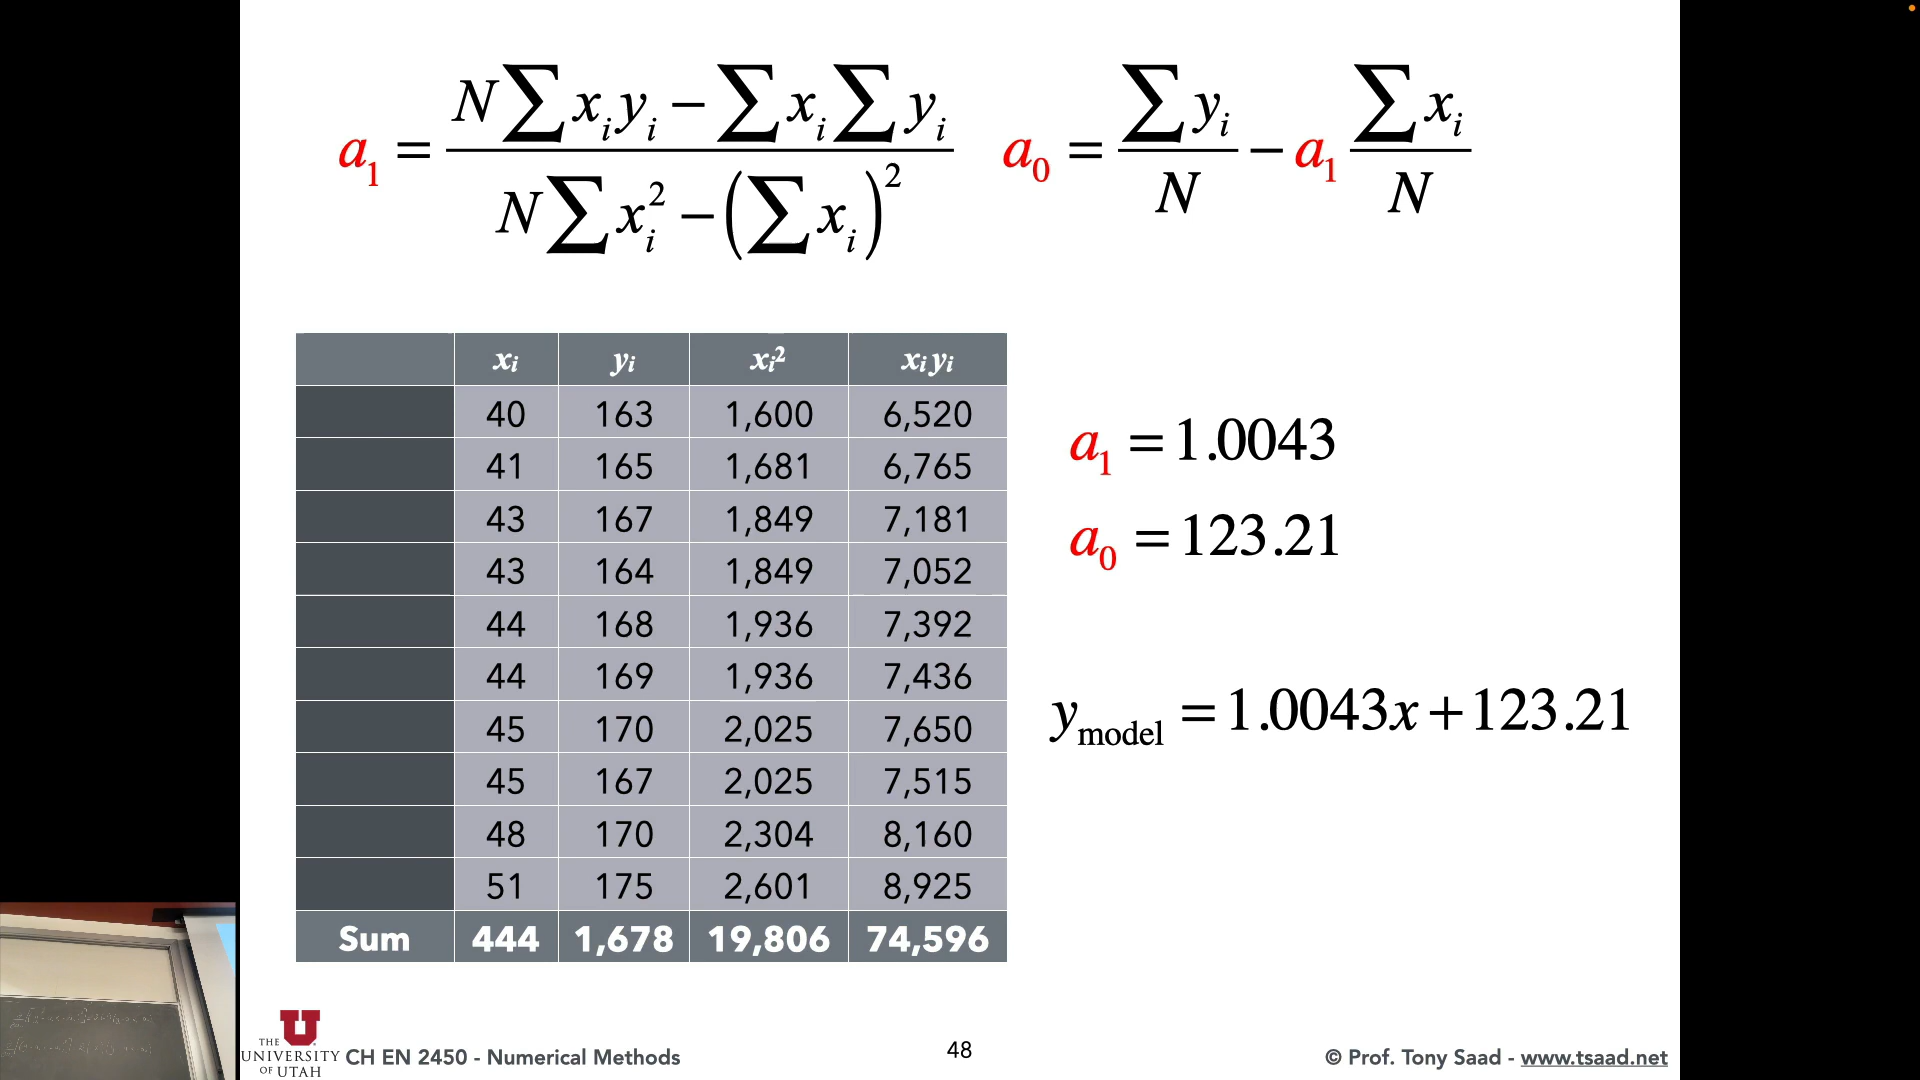 a₁ = (N∑xᵢyᵢ − ∑xᵢ∑yᵢ) / (N∑xᵢ² − (∑xᵢ)²)   a₀ = ∑yᵢ/N − a₁ ∑xᵢ/N
xᵢ yᵢ xᵢ² xᵢyᵢ
40 163 1,600 6,520
41 165 1,681 6,765
43 167 1,849 7,181
43 164 1,849 7,052
44 168 1,936 7,392
44 169 1,936 7,436
45 170 2,025 7,650
45 167 2,025 7,515
48 170 2,304 8,160
51 175 2,601 8,925
Sum 444 1,678 19,806 74,596
a₁ = 1.0043
a₀ = 123.21
y_model = 1.0043x + 123.21
THE
UNIVERSITY
OF UTAH
CH EN 2450 - Numerical Methods
48
© Prof. Tony Saad - www.tsaad.net